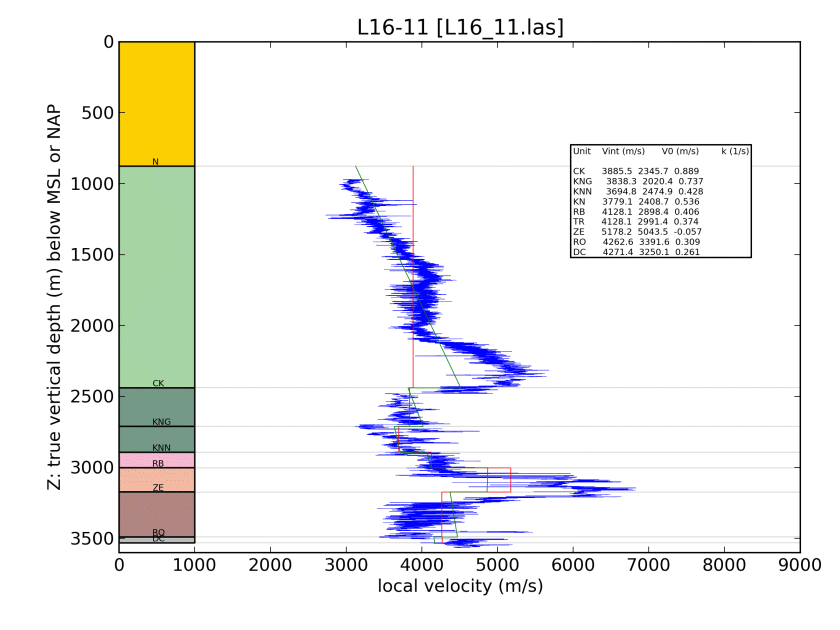 L16-11 [L16_11.las]
0
500
1000
1500
2000
2500
3000
3500
Z: true vertical depth (m) below MSL or NAP
N
CK
KNG
KNN
RB
ZE
RO
DC
Unit Vint (m/s) V0 (m/s) k (1/s)
CK 3885.5 2345.7 0.889
KNG 3838.3 2020.4 0.737
KNN 3694.8 2474.9 0.428
KN 3779.1 2408.7 0.536
RB 4128.1 2898.4 0.406
TR 4128.1 2991.4 0.374
ZE 5178.2 5043.5 -0.057
RO 4262.6 3391.6 0.309
DC 4271.4 3250.1 0.261
0 1000 2000 3000 4000 5000 6000 7000 8000 9000
local velocity (m/s)